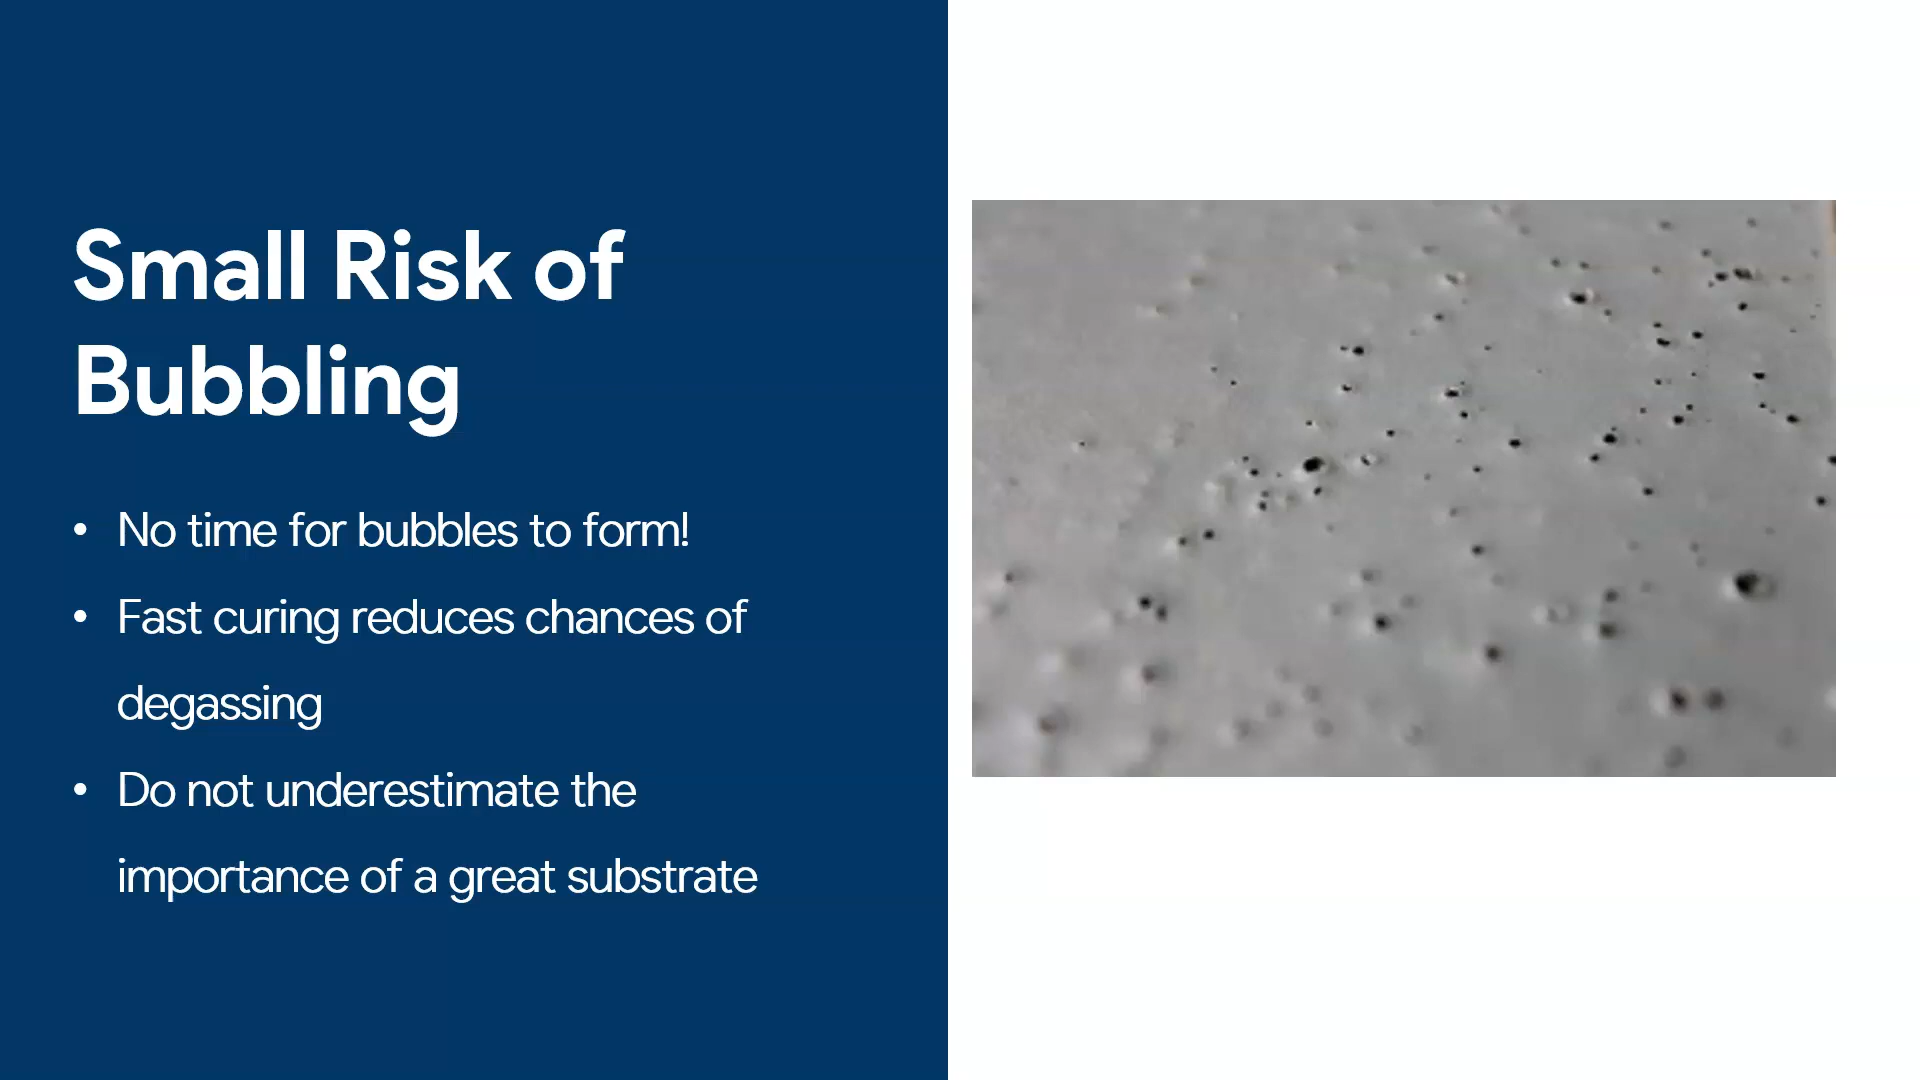 Small Risk of
Bubbling
• No time for bubbles to form!
• Fast curing reduces chances of
degassing
• Do not underestimate the
importance of a great substrate